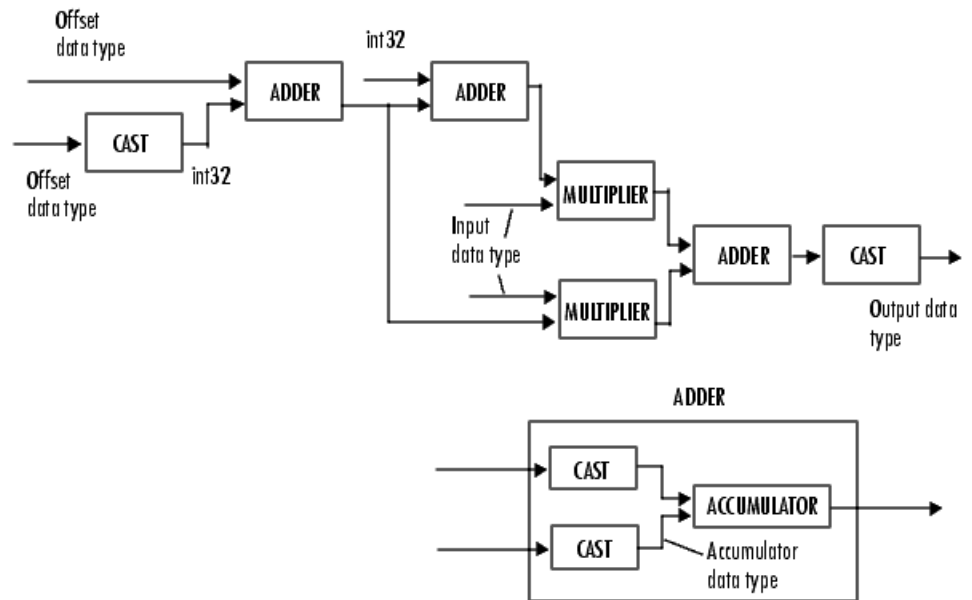 Offset
data type
int32
ADDER
ADDER
CAST
int32
Offset
data type
MULTIPLIER
Input
data type
ADDER
CAST
MULTIPLIER
Output data
type
ADDER
CAST
ACCUMULATOR
CAST
Accumulator
data type